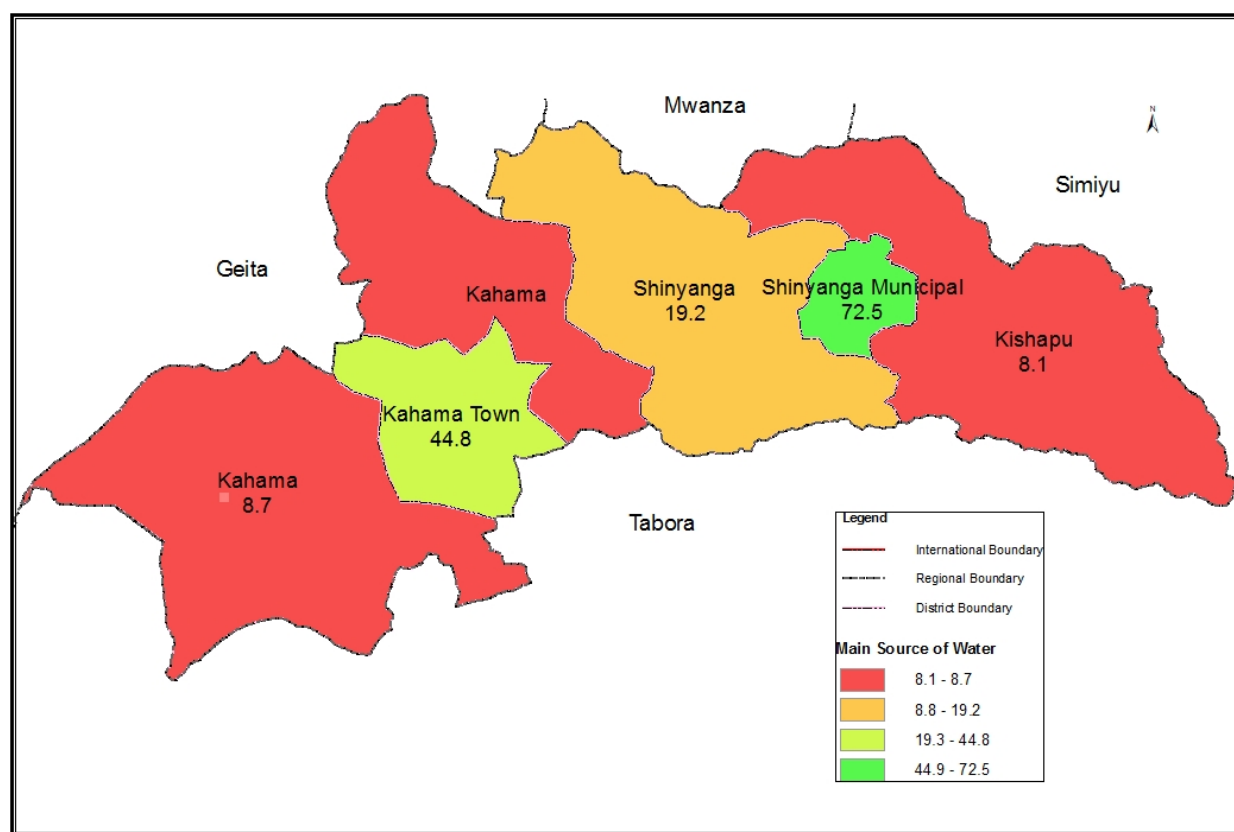 Mwanza
N
Simiyu
Geita
Kahama
Shinyanga
19.2
Shinyanga Municipal
72.5
Kishapu
8.1
Kahama Town
44.8
Kahama
8.7
Tabora
Legend
International Boundary
Regional Boundary
District Boundary
Main Source of Water
8.1 - 8.7
8.8 - 19.2
19.3 - 44.8
44.9 - 72.5